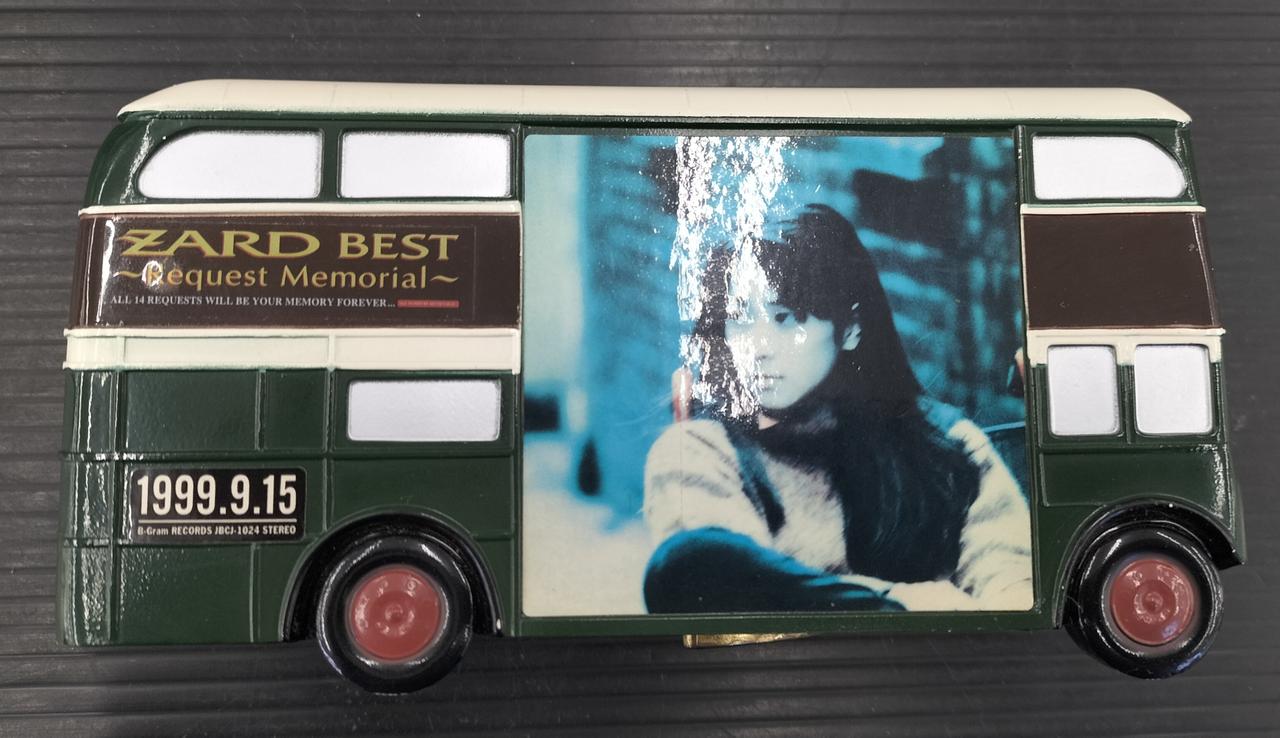 ZARD BEST
~Request Memorial~
ALL 14 REQUESTS WILL BE YOUR MEMORY FOREVER...
1999.9.15
B-Gram RECORDS JBCJ-1024 STEREO